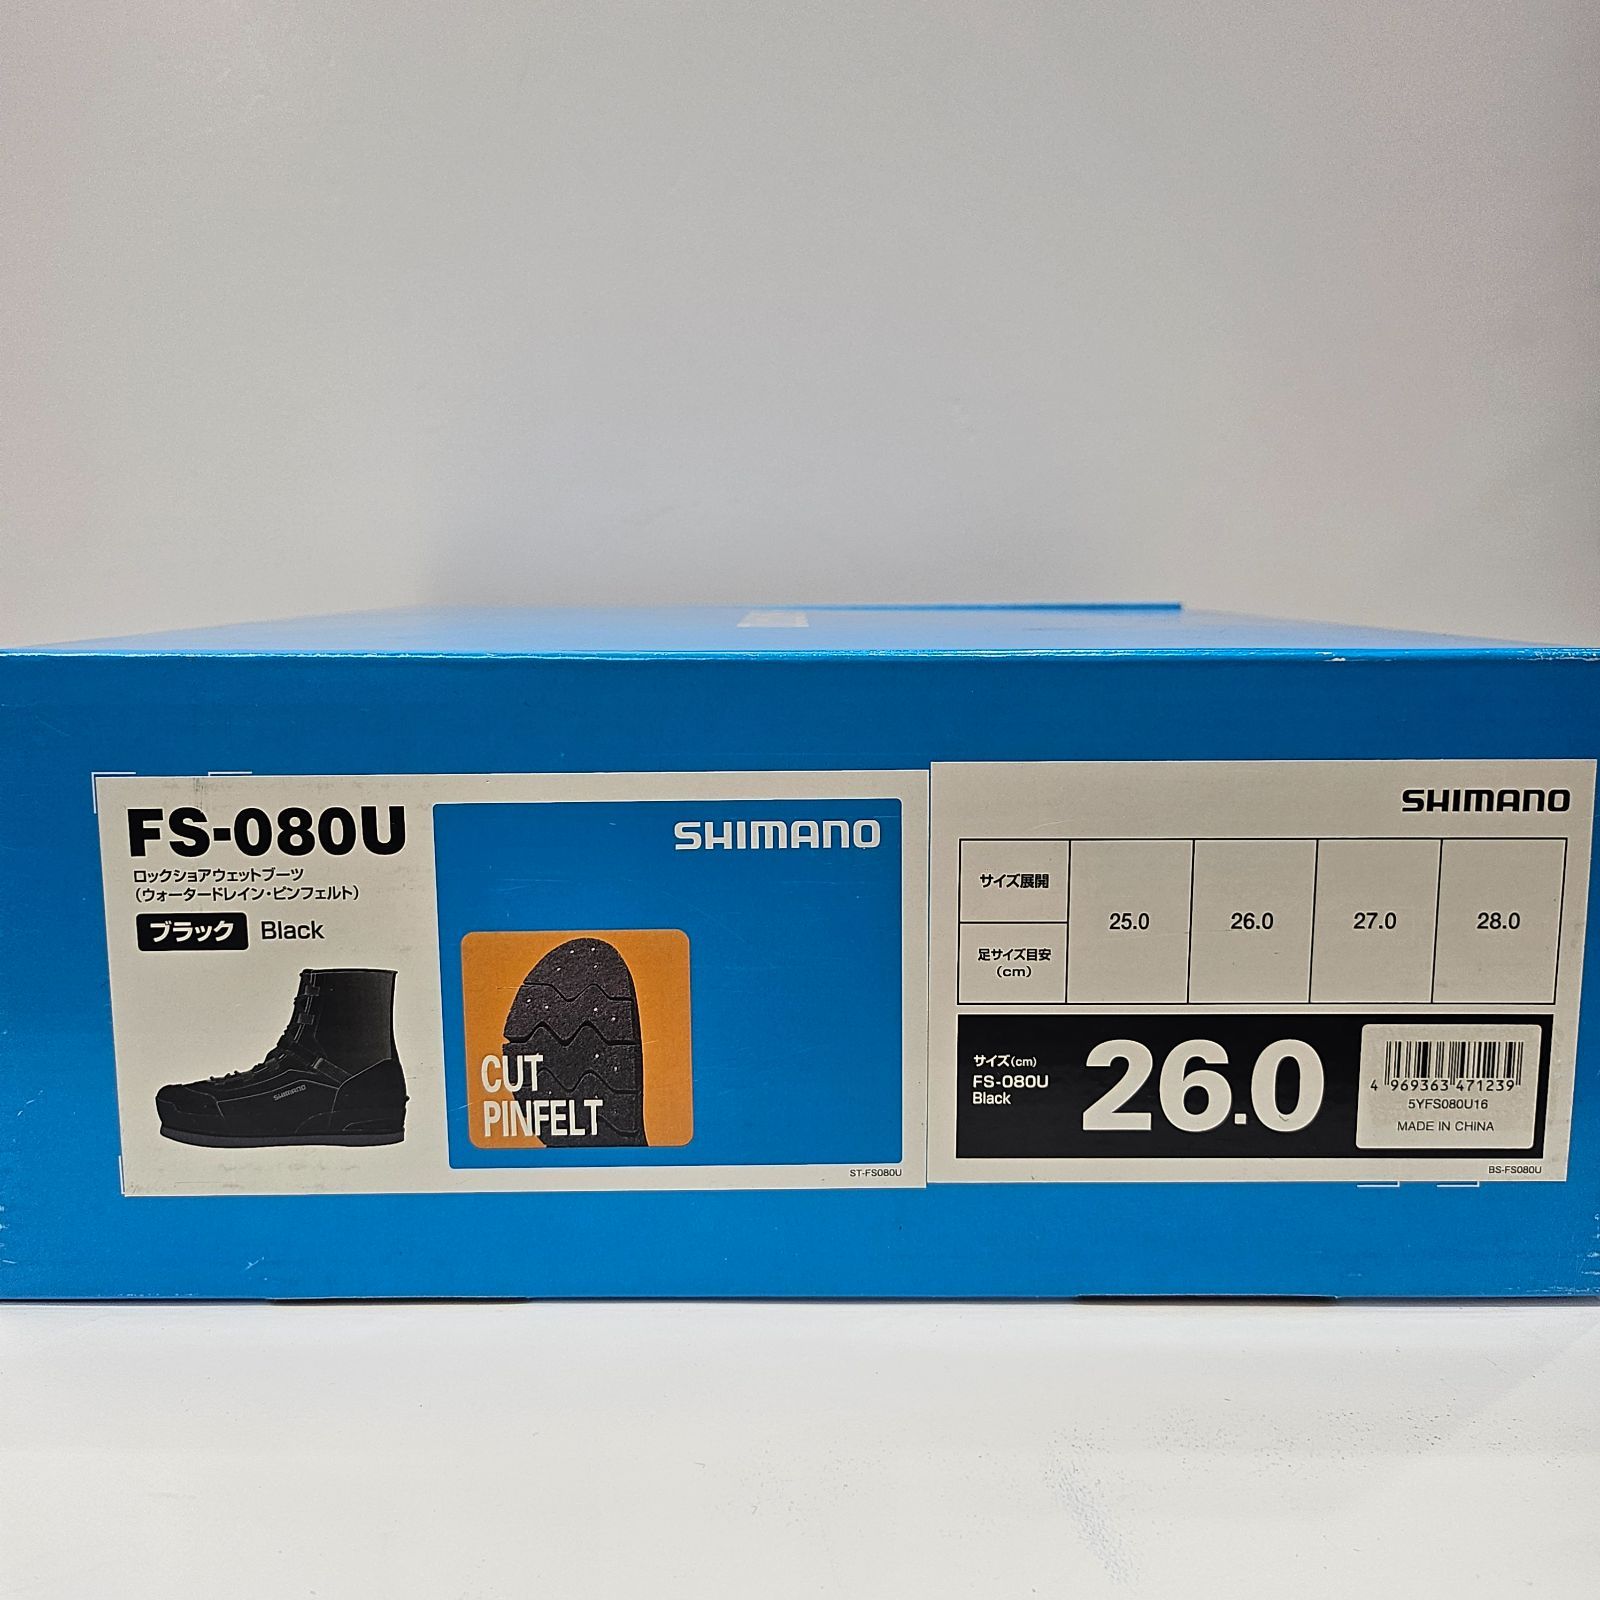 FS-080U
ロックショアウェットブーツ
(ウォータードレイン・ピンフェルト)
ブラック Black
SHIMANO
SHIMANO
CUT
PINFELT
ST-FS080U
SHIMANO
サイズ展開
足サイズ目安
(cm)
25.0 26.0 27.0 28.0
サイズ(cm)
FS-080U
Black
26.0
4 969363 471239
5YFS080U16
MADE IN CHINA
BS-FS080U